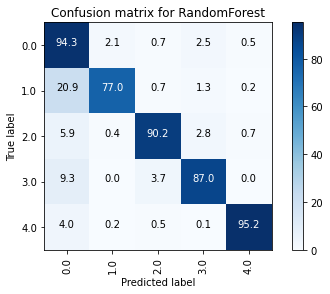 Confusion matrix for RandomForest
0.0 94.3 2.1 0.7 2.5 0.5
1.0 20.9 77.0 0.7 1.3 0.2
2.0 5.9 0.4 90.2 2.8 0.7
3.0 9.3 0.0 3.7 87.0 0.0
4.0 4.0 0.2 0.5 0.1 95.2
True label
0.0 1.0 2.0 3.0 4.0
Predicted label
80
60
40
20
0